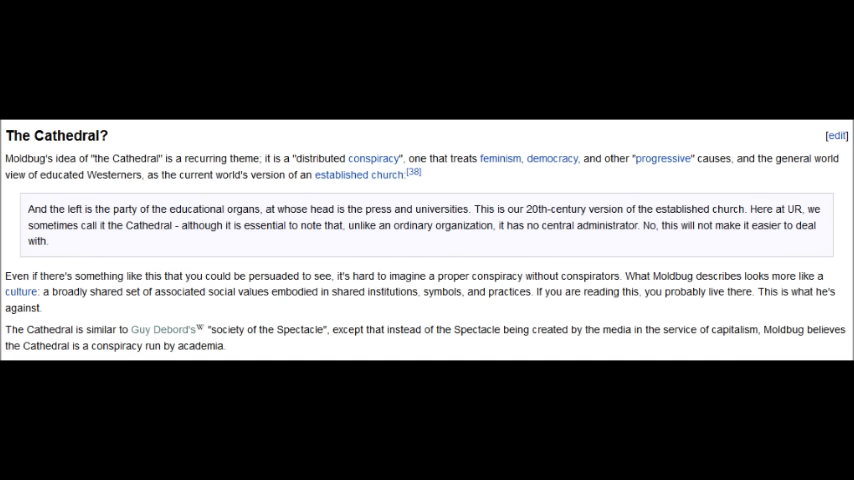 The Cathedral?
[edit]
Moldbug's idea of "the Cathedral" is a recurring theme; it is a "distributed conspiracy", one that treats feminism, democracy, and other "progressive" causes, and the general world
view of educated Westerners, as the current world's version of an established church:[38]
And the left is the party of the educational organs, at whose head is the press and universities. This is our 20th-century version of the established church. Here at UR, we
sometimes call it the Cathedral - although it is essential to note that, unlike an ordinary organization, it has no central administrator. No, this will not make it easier to deal
with.
Even if there's something like this that you could be persuaded to see, it's hard to imagine a proper conspiracy without conspirators. What Moldbug describes looks more like a
culture: a broadly shared set of associated social values embodied in shared institutions, symbols, and practices. If you are reading this, you probably live there. This is what he's
against.
The Cathedral is similar to Guy Debord'sW "society of the Spectacle", except that instead of the Spectacle being created by the media in the service of capitalism, Moldbug believes
the Cathedral is a conspiracy run by academia.